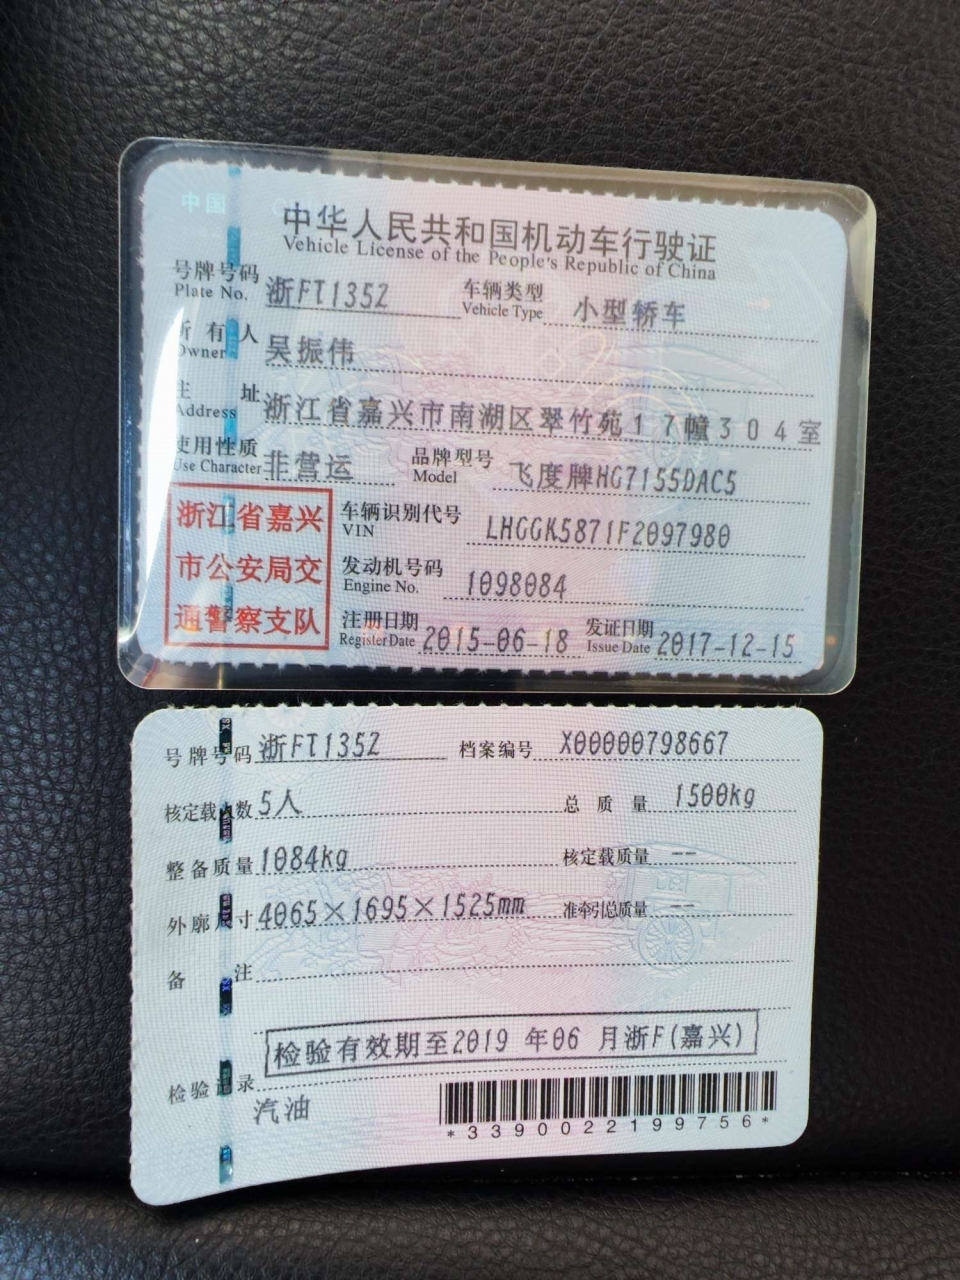 中国
中华人民共和国机动车行驶证
Vehicle License of the People's Republic of China
号牌号码 浙FT1352 车辆类型 小型轿车
Plate No. Vehicle Type
所有人 吴振伟
Owner
住址 浙江省嘉兴市南湖区翠竹苑17幢304室
Address
使用性质 非营运 品牌型号 飞度牌HG7155DAC5
Use Character Model
浙江省嘉兴
市公安局交
通警察支队
车辆识别代号 LHGGK5871F2097980
VIN
发动机号码 1098084
Engine No.
注册日期 2015-06-18 发证日期 2017-12-15
Register Date Issue Date
号牌号码 浙FT1352 档案编号 X00000798667
核定载人数 5人 总质量 1500kg
整备质量 1084kg 核定载质量 --
外廓尺寸 4065×1695×1525mm 准牵引总质量 --
备注
检验有效期至2019年06月浙F(嘉兴)
检验记录
汽油
*3390022199756*